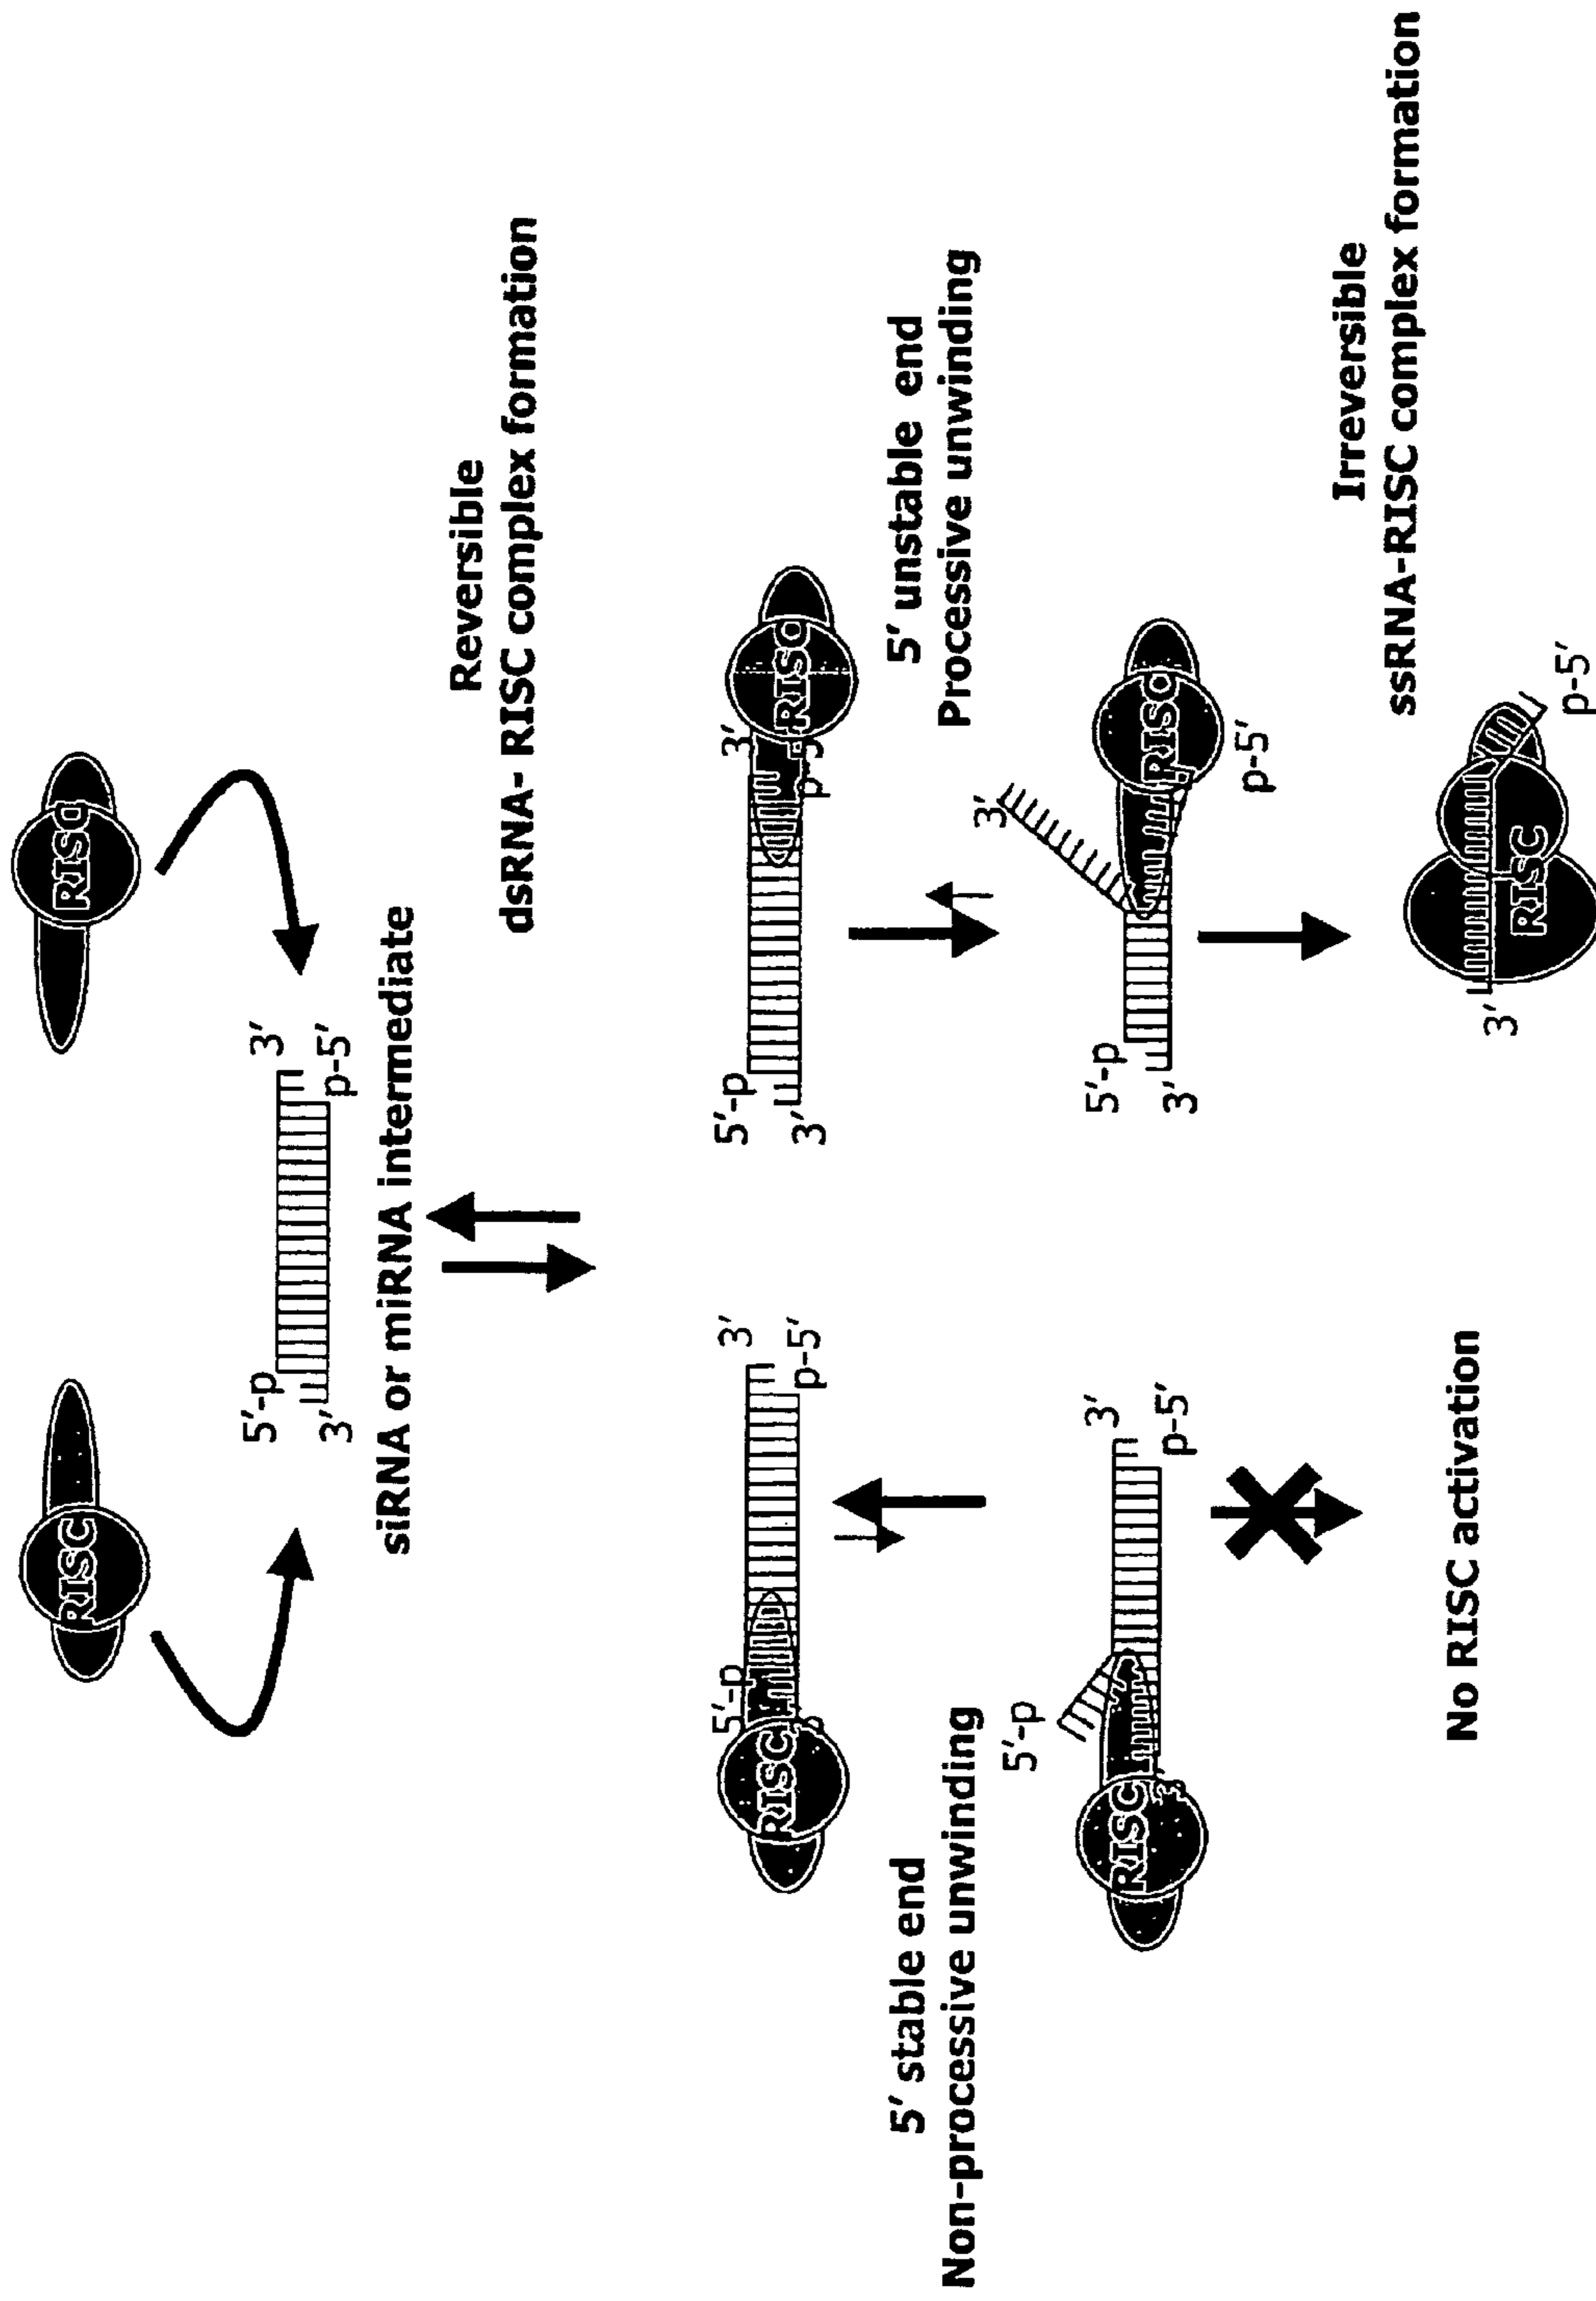 RISC
RISC
5'-p 3'
3' p-5'
siRNA or miRNA intermediate
Reversible
dsRNA- RISC complex formation
5'-p 3'
RISC p-5'
5'-p 3'
3' p-5' RISC
5' stable end
Non-processive unwinding
5' unstable end
Processive unwinding
5'-p 3'
RISC 3' p-5'
3'
5'-p RISC
3' p-5'
No RISC activation
Irreversible
ssRNA-RISC complex formation
3' RISC p-5'